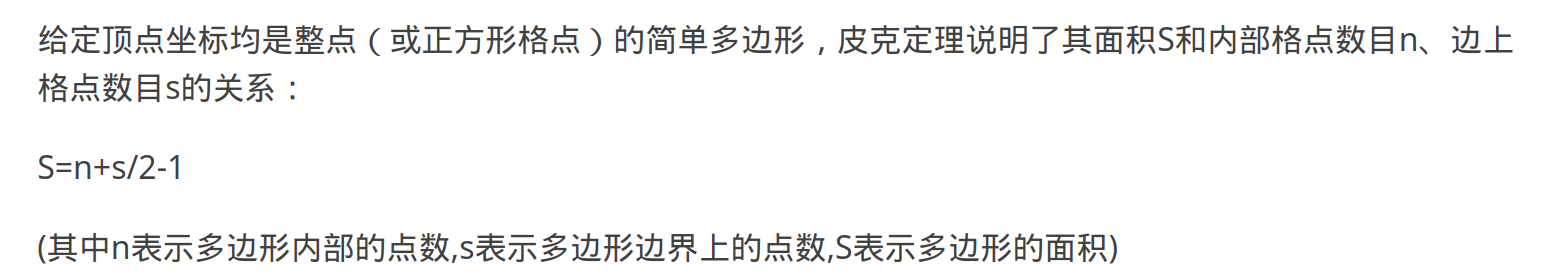 给定顶点坐标均是整点（或正方形格点）的简单多边形，皮克定理说明了其面积S和内部格点数目n、边上
格点数目s的关系：
S=n+s/2-1
(其中n表示多边形内部的点数,s表示多边形边界上的点数,S表示多边形的面积)